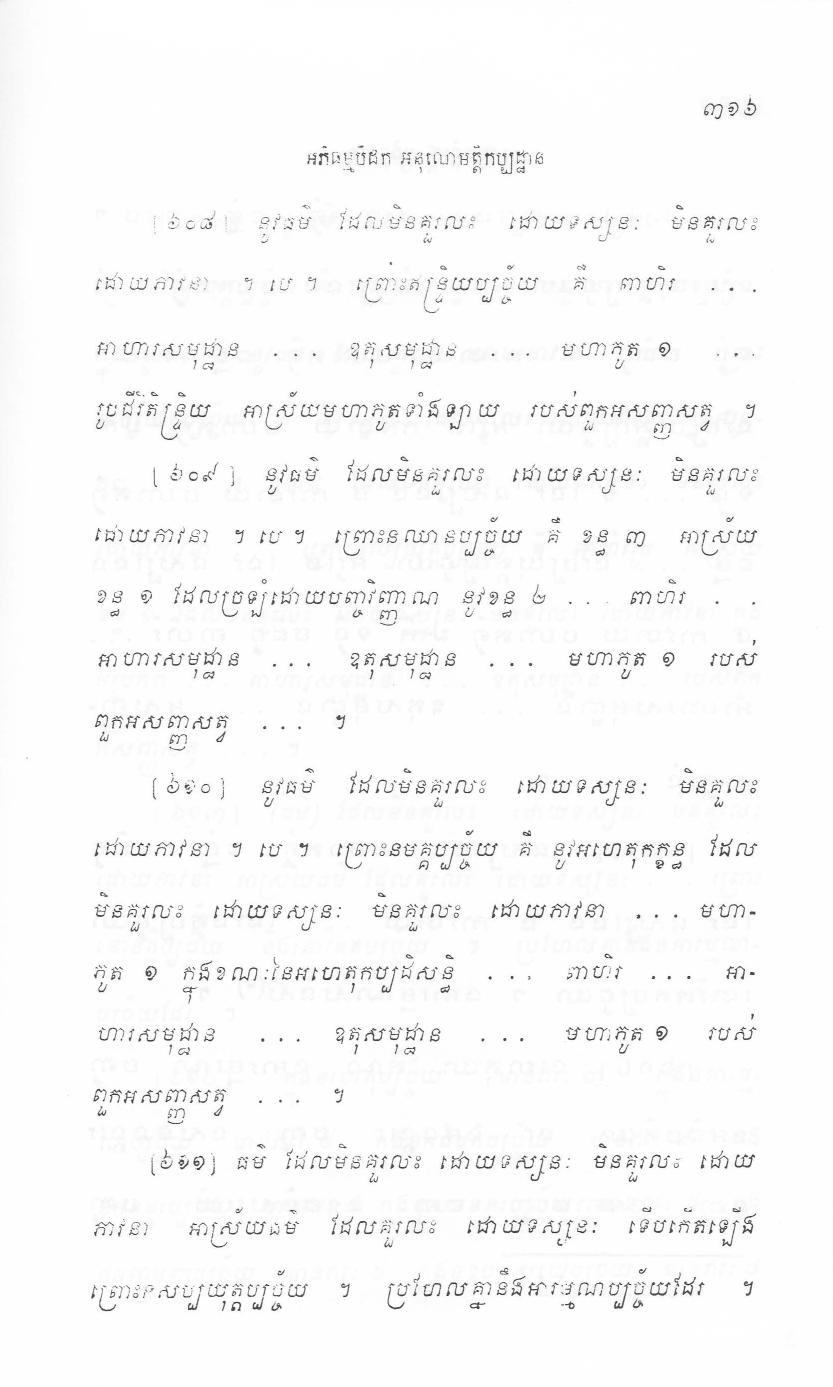 ៣១៦
អភិធម្មបិដក អនុលោមត្តិកប្បដ្ឋាន
[៦០៨] នូវធម៌ ដែលមិនគួរលះ ដោយទស្សនៈ មិនគួរលះ
ដោយភាវនា ។ បេ ។ ព្រោះឥន្ទ្រិយប្បច្ច័យ គឺ ពាហិរ ...
អាហារសមុដ្ឋាន ... ឧតុសមុដ្ឋាន ... មហាភូត ១ ...
រូបជីវិតិន្ទ្រិយ អាស្រ័យមហាភូតទាំងឡាយ របស់ពួកអសញ្ញសត្វ ។
[៦០៩] នូវធម៌ ដែលមិនគួរលះ ដោយទស្សនៈ មិនគួរលះ
ដោយភាវនា ។ បេ ។ ព្រោះនឈានប្បច្ច័យ គឺ ខន្ធ ៣ អាស្រ័យ
ខន្ធ ១ ដែលច្រឡំដោយបញ្ចវិញ្ញាណ នូវខន្ធ ២ ... ពាហិរ ..
អាហារសមុដ្ឋាន ... ឧតុសមុដ្ឋាន ... មហាភូត ១ របស់
ពួកអសញ្ញសត្វ ... ។
[៦១០] នូវធម៌ ដែលមិនគួរលះ ដោយទស្សនៈ មិនគួលះ
ដោយភាវនា ។ បេ ។ ព្រោះនមគ្គប្បច្ច័យ គឺ នូវអហេតុកក្ខន្ធ ដែល
មិនគួរលះ ដោយទស្សនៈ មិនគួរលះ ដោយភាវនា ... មហា-
ភូត ១ ក្នុងខណៈនៃអហេតុកប្បដិសន្ធិ ... ពាហិរ ... អា-
ហារសមុដ្ឋាន ... ឧតុសមុដ្ឋាន ... មហាភូត ១ របស់
ពួកអសញ្ញសត្វ ... ។
[៦១១] ធម៌ ដែលមិនគួរលះ ដោយទស្សនៈ មិនគួរលះ ដោយ
ភាវនា អាស្រ័យធម៌ ដែលគួរលះ ដោយទស្សនៈ ទើបកើតឡើង
ព្រោះនសម្បយុត្តប្បច្ច័យ ។ ប្រហែលគ្នានឹងអារម្មណប្បច្ច័យដែរ ។